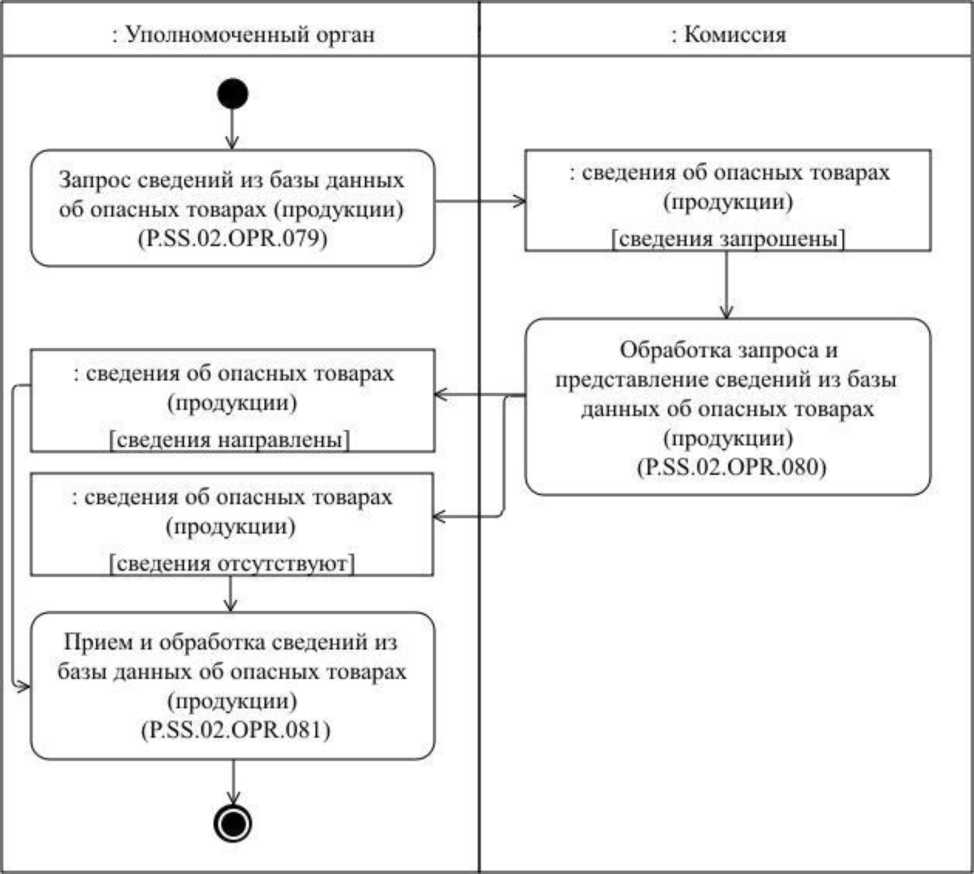 : Уполномоченный орган
: Комиссия
Запрос сведений из базы данных
об опасных товарах (продукции)
(P.SS.02.OPR.079)
: сведения об опасных товарах
(продукции)
[сведения запрошены]
Обработка запроса и
представление сведений из базы
данных об опасных товарах
(продукции)
(P.SS.02.OPR.080)
: сведения об опасных товарах
(продукции)
[сведения направлены]
: сведения об опасных товарах
(продукции)
[сведения отсутствуют]
Прием и обработка сведений из
базы данных об опасных товарах
(продукции)
(P.SS.02.OPR.081)